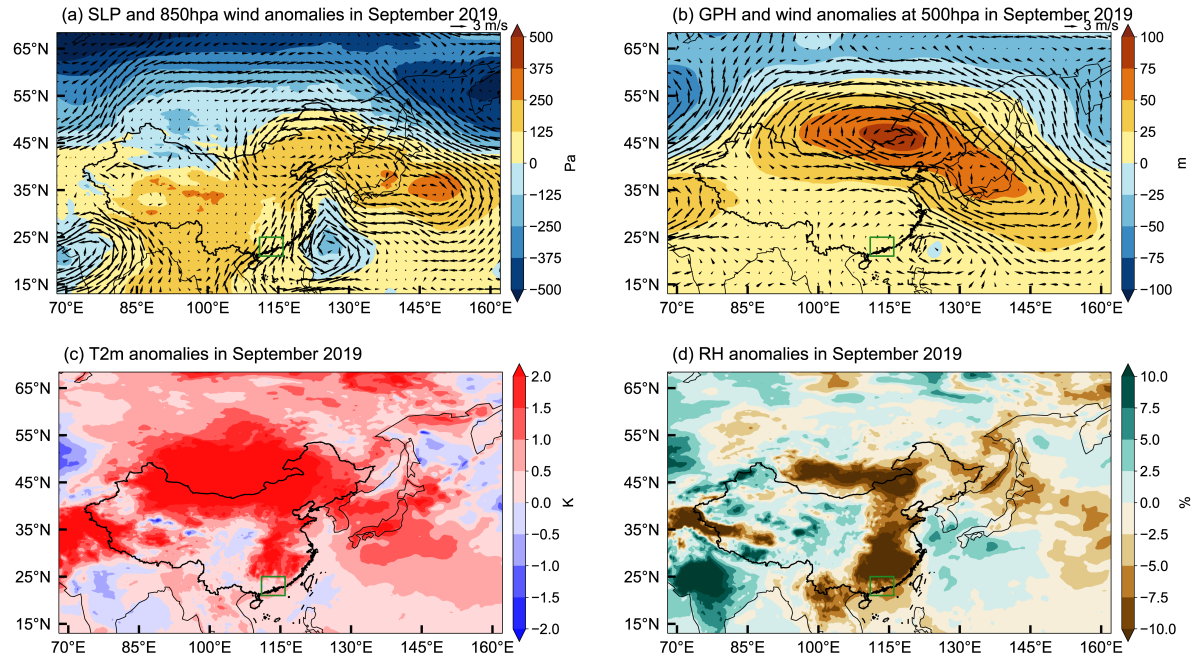 (a) SLP and 850hpa wind anomalies in September 2019
3 m/s
65°N
55°N
45°N
35°N
25°N
15°N
70°E 85°E 100°E 115°E 130°E 145°E 160°E
500
375
250
125
0
−125
−250
−375
−500
Pa
(b) GPH and wind anomalies at 500hpa in September 2019
3 m/s
65°N
55°N
45°N
35°N
25°N
15°N
70°E 85°E 100°E 115°E 130°E 145°E 160°E
100
75
50
25
0
−25
−50
−75
−100
m
(c) T2m anomalies in September 2019
65°N
55°N
45°N
35°N
25°N
15°N
70°E 85°E 100°E 115°E 130°E 145°E 160°E
2.0
1.5
1.0
0.5
0.0
−0.5
−1.0
−1.5
−2.0
K
(d) RH anomalies in September 2019
65°N
55°N
45°N
35°N
25°N
15°N
70°E 85°E 100°E 115°E 130°E 145°E 160°E
10.0
7.5
5.0
2.5
0.0
−2.5
−5.0
−7.5
−10.0
%